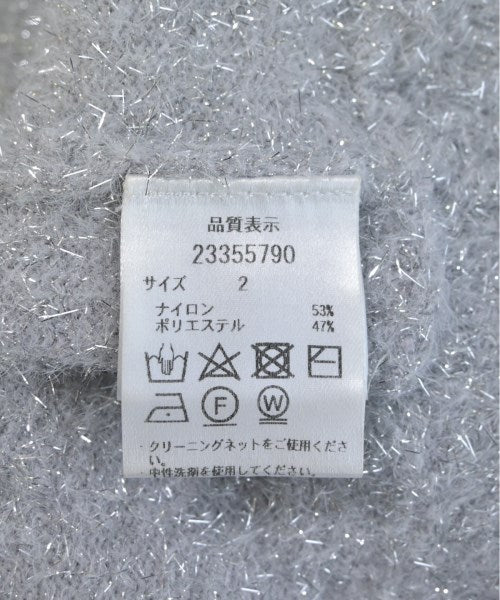 品質表示
23355790
サイズ 2
ナイロン 53%
ポリエステル 47%
F W
・クリーニングネットをご使用くださ
い。
中性洗剤を使用してください。